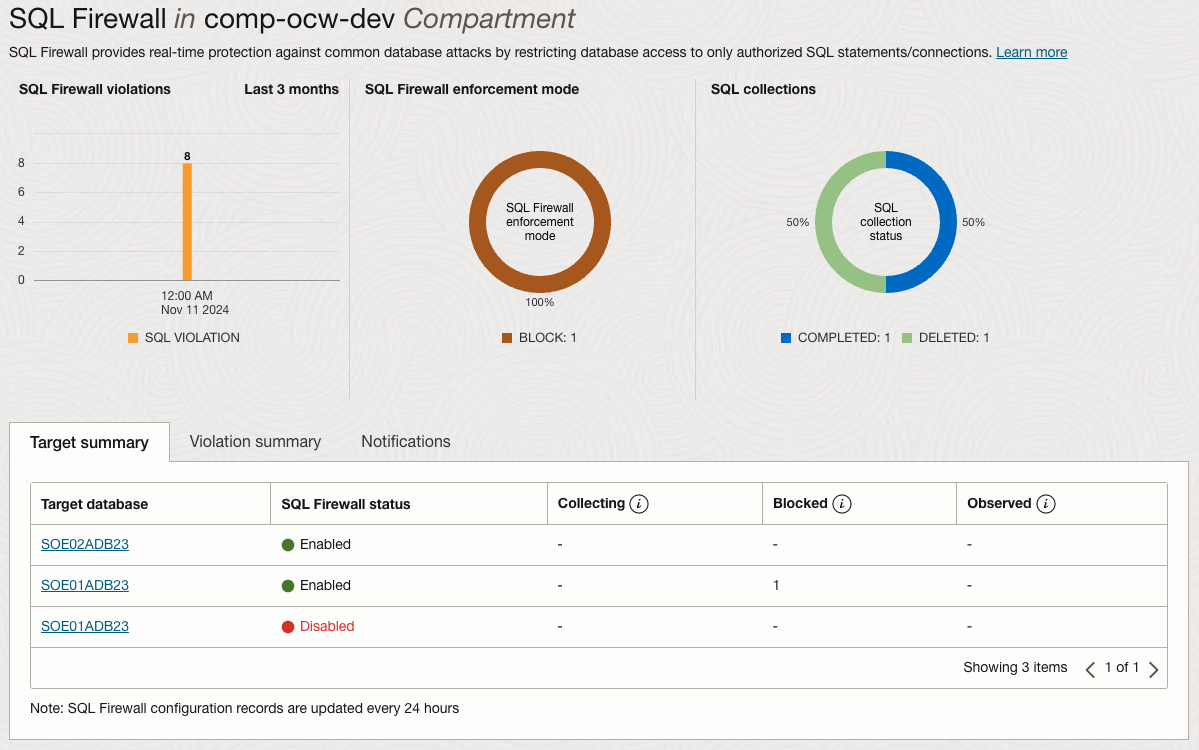 SQL Firewall in comp-ocw-dev Compartment
SQL Firewall provides real-time protection against common database attacks by restricting database access to only authorized SQL statements/connections. Learn more
SQL Firewall violations
Last 3 months
8
6
4
2
0
8
12:00 AM
Nov 11 2024
SQL VIOLATION
SQL Firewall enforcement mode
SQL Firewall
enforcement
mode
100%
BLOCK: 1
SQL collections
50%
SQL
collection
status
50%
COMPLETED: 1 DELETED: 1
Target summary Violation summary Notifications
Target database SQL Firewall status Collecting i Blocked i Observed i
SOE02ADB23 Enabled - - -
SOE01ADB23 Enabled - 1 -
SOE01ADB23 Disabled - - -
Showing 3 items 1 of 1
Note: SQL Firewall configuration records are updated every 24 hours